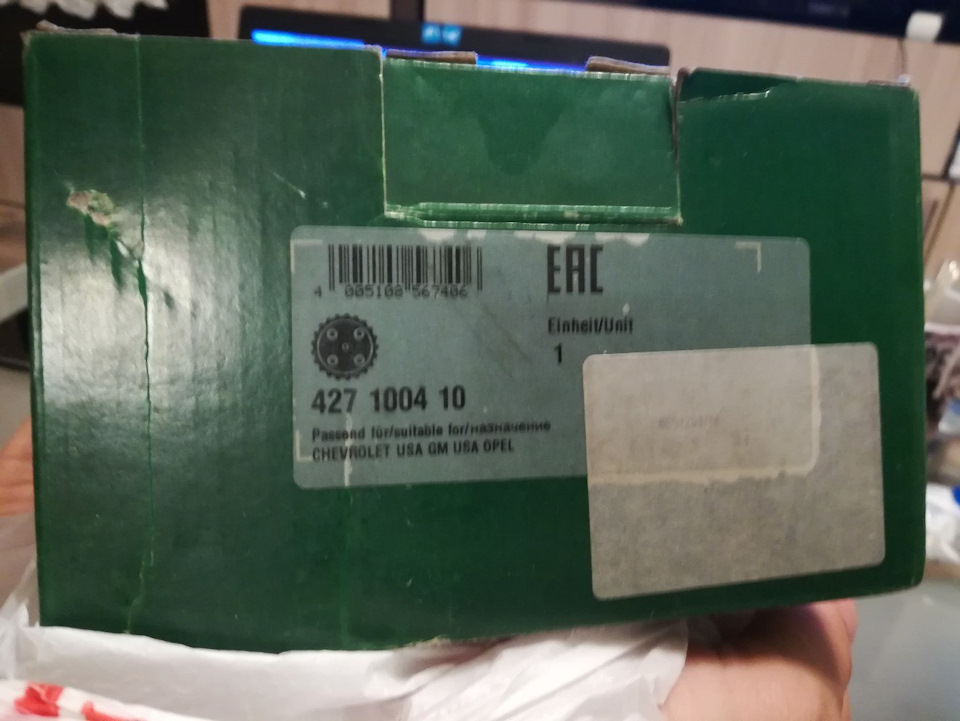 EAC
4 005108 567406
Einheit/Unit
1
427 1004 10
Passend für/suitable for/назначение
CHEVROLET USA GM USA OPEL